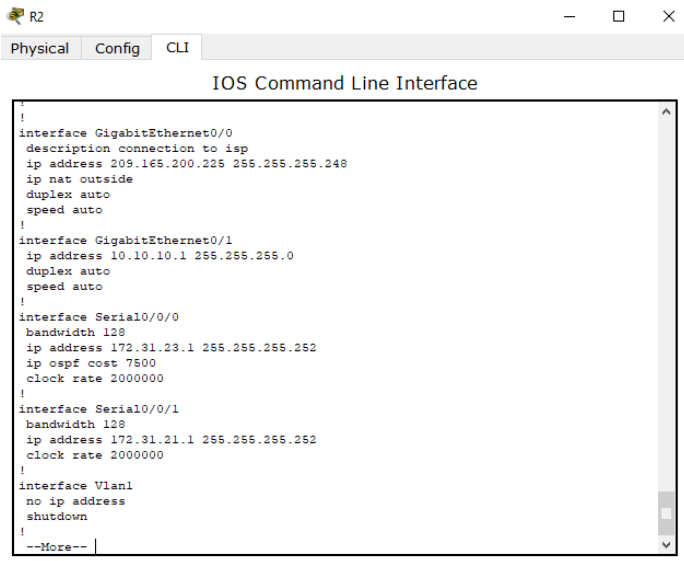 R2
Physical Config CLI
IOS Command Line Interface
!
!
interface GigabitEthernet0/0
 description connection to isp
 ip address 209.165.200.225 255.255.255.248
 ip nat outside
 duplex auto
 speed auto
!
interface GigabitEthernet0/1
 ip address 10.10.10.1 255.255.255.0
 duplex auto
 speed auto
!
interface Serial0/0/0
 bandwidth 128
 ip address 172.31.23.1 255.255.255.252
 ip ospf cost 7500
 clock rate 2000000
!
interface Serial0/0/1
 bandwidth 128
 ip address 172.31.21.1 255.255.255.252
 clock rate 2000000
!
interface Vlan1
 no ip address
 shutdown
!
 --More--